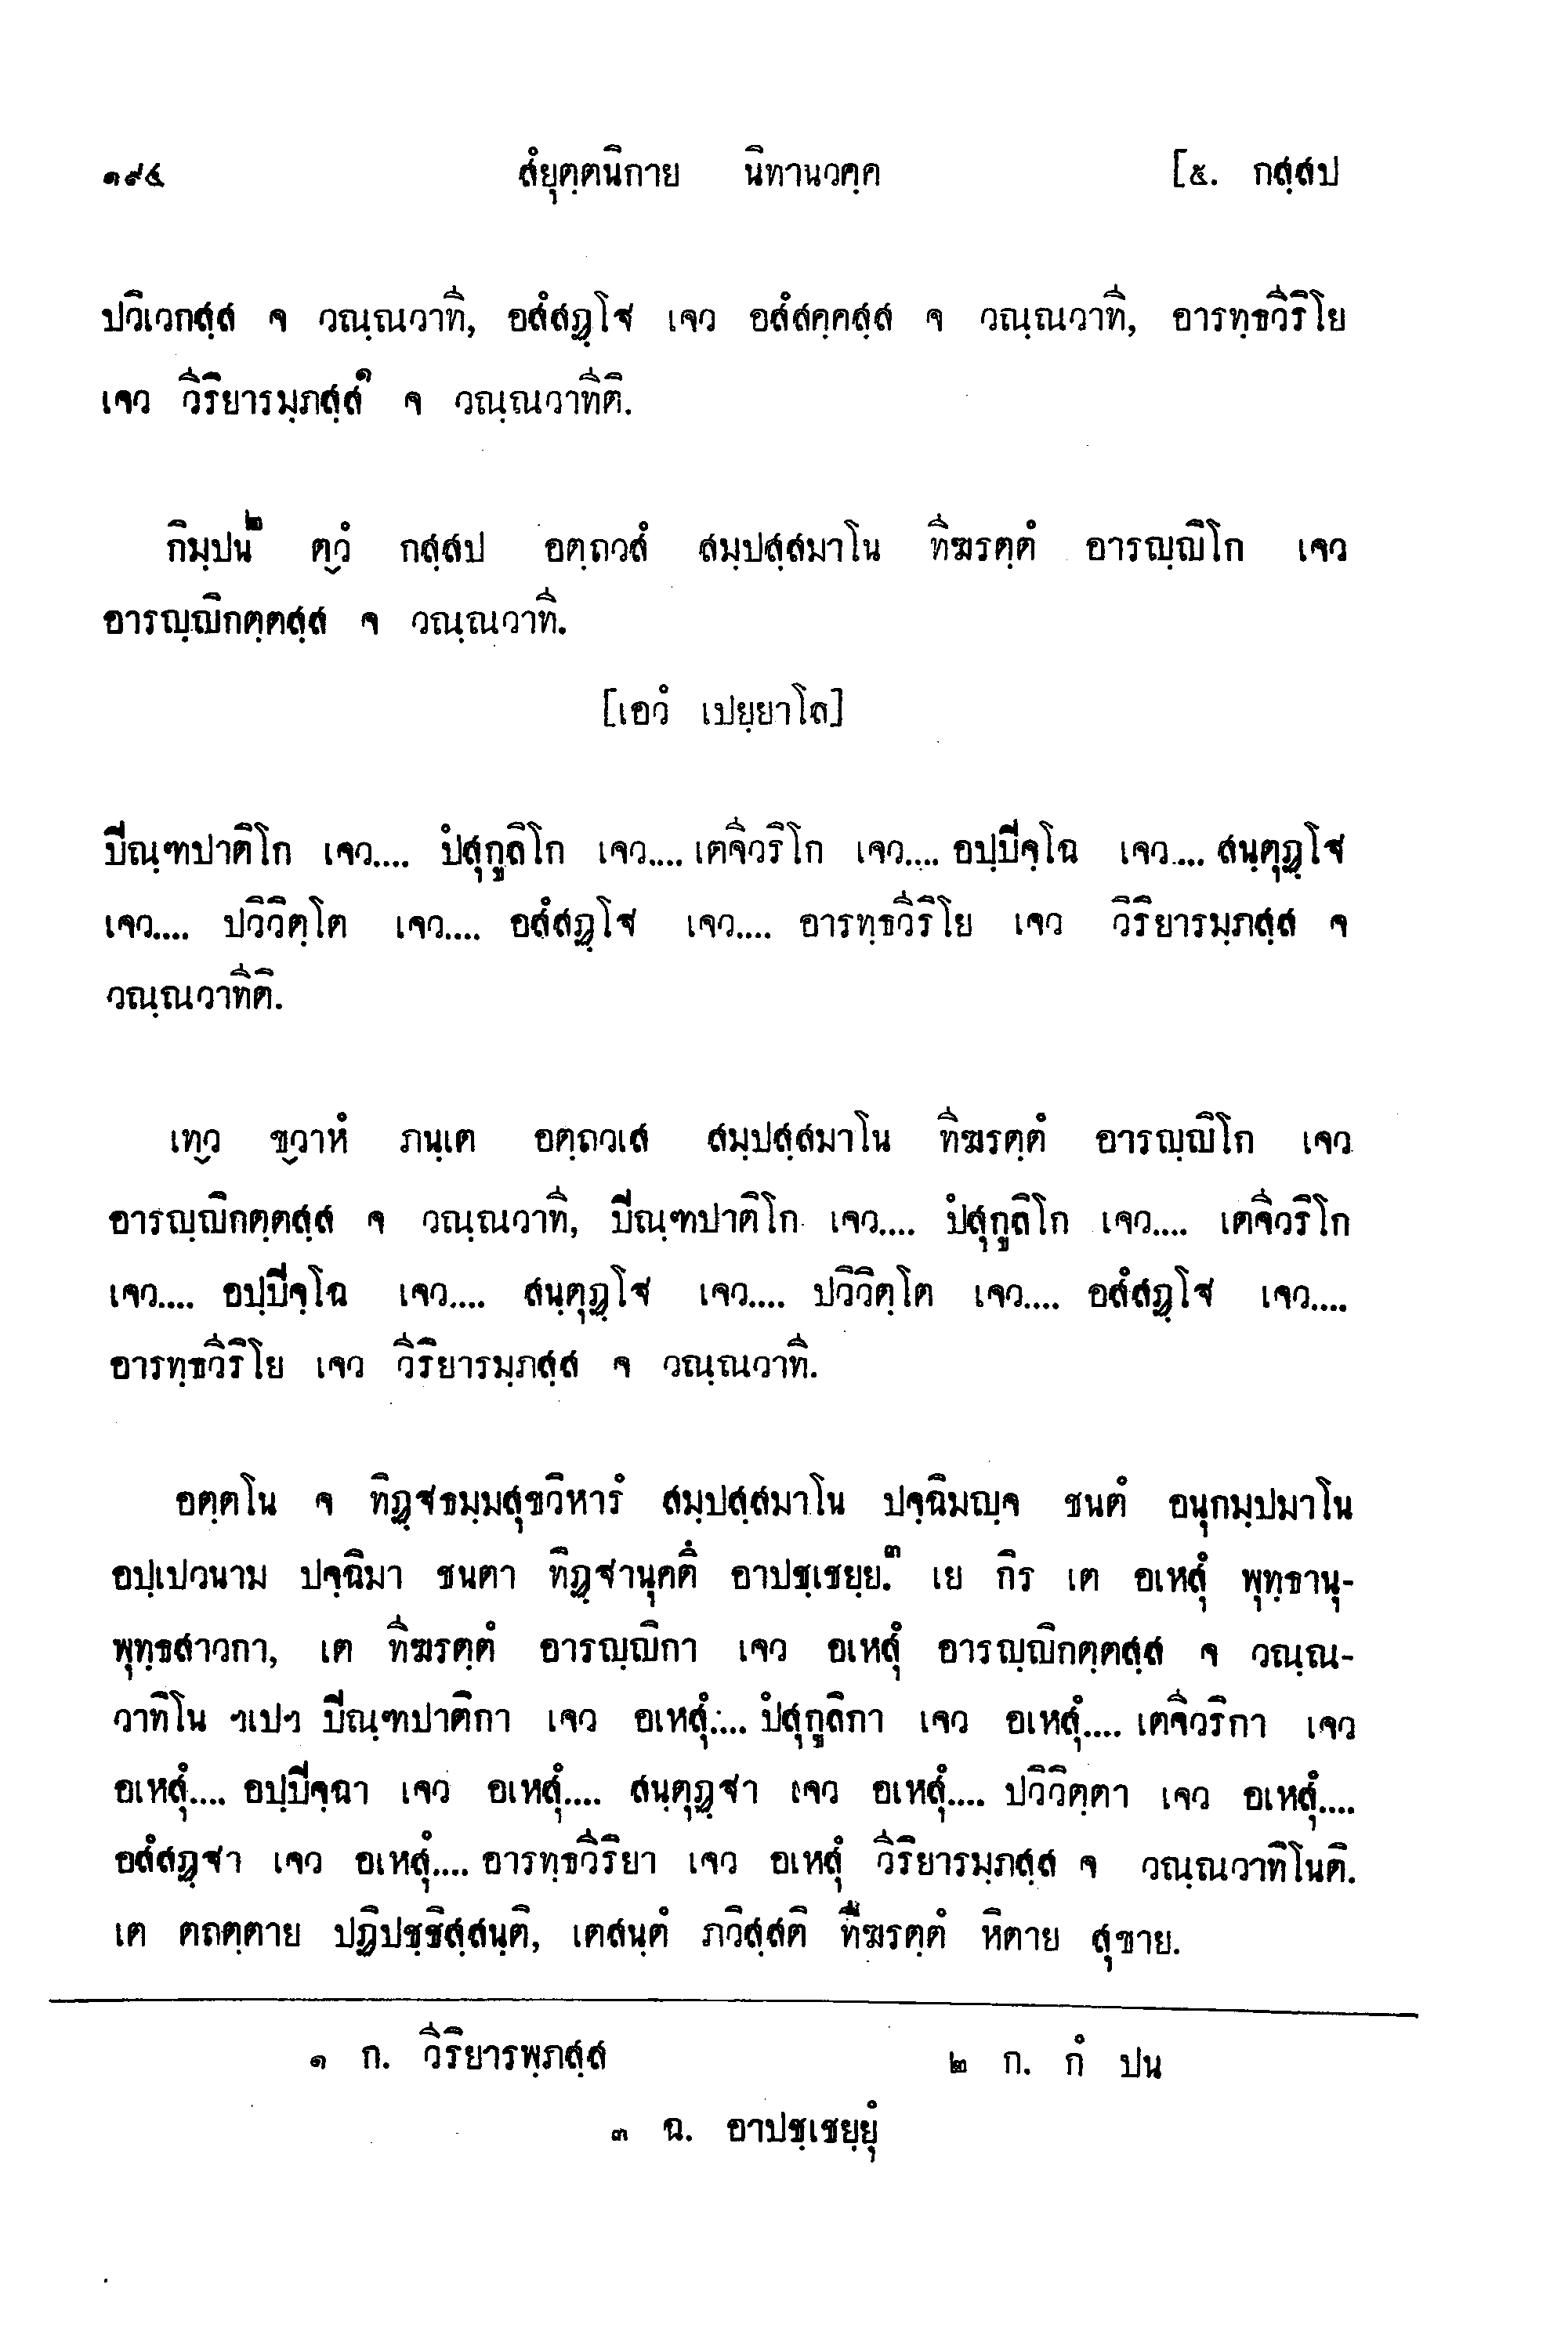 ๑๙๔ สํยุตฺตนิกาย นิทานวคฺค [๕. กสฺสป
ปวิเวกสฺส จ วณฺณวาที, อสํสฏฺโฐ เจว อสํสคฺคสฺส จ วณฺณวาที, อารทฺธวีริโย
เจว วีริยารมฺภสฺส๑ จ วณฺณวาทีติ.
กิมฺปน๒ ตฺวํ กสฺสป อตฺถวสํ สมฺปสฺสมาโน ทีฆรตฺตํ อารญฺญิโก เจว
อารญฺญิกตฺตสฺส จ วณฺณวาที.
[เอวํ เปยฺยาโล]
ปิณฺฑปาติโก เจว.... ปํสุกูลิโก เจว.... เตจีวริโก เจว.... อปฺปิจฺโฉ เจว.... สนฺตุฏฺโฐ
เจว.... ปวิวิตฺโต เจว.... อสํสฏฺโฐ เจว.... อารทฺธวีริโย เจว วิริยารมฺภสฺส จ
วณฺณวาทีติ.
เทฺว ขฺวาหํ ภนฺเต อตฺถวเส สมฺปสฺสมาโน ทีฆรตฺตํ อารญฺญิโก เจว
อารญฺญิกตฺตสฺส จ วณฺณวาที, ปิณฺฑปาติโก เจว.... ปํสุกูลิโก เจว.... เตจีวริโก
เจว.... อปฺปิจฺโฉ เจว.... สนฺตุฏฺโฐ เจว.... ปวิวิตฺโต เจว.... อสํสฏฺโฐ เจว....
อารทฺธวีริโย เจว วีริยารมฺภสฺส จ วณฺณวาที.
อตฺตโน จ ทิฏฺฐธมฺมสุขวิหารํ สมฺปสฺสมาโน ปจฺฉิมญฺจ ชนตํ อนุกมฺปมาโน
อปฺเปวนาม ปจฺฉิมา ชนตา ทิฏฺฐานุคตึ อาปชฺเชยฺย.๓ เย กิร เต อเหสุํ พุทฺธานุ-
พุทฺธสาวกา, เต ทีฆรตฺตํ อารญฺญิกา เจว อเหสุํ อารญฺญิกตฺตสฺส จ วณฺณ-
วาทิโน ฯเปฯ ปิณฺฑปาติกา เจว อเหสุํ.... ปํสุกูลิกา เจว อเหสุํ.... เตจีวริกา เจว
อเหสุํ.... อปฺปิจฺฉา เจว อเหสุํ.... สนฺตุฏฺฐา เจว อเหสุํ.... ปวิวิตฺตา เจว อเหสุํ....
อสํสฏฺฐา เจว อเหสุํ.... อารทฺธวีริยา เจว อเหสุํ วีริยารมฺภสฺส จ วณฺณวาทิโนติ.
เต ตถตฺตาย ปฏิปชฺชิสฺสนฺติ, เตสนฺตํ ภวิสฺสติ ทีฆรตฺตํ หิตาย สุขาย.
๑ ก. วีริยารพฺภสฺส ๒ ก. กํ ปน
๓ ฉ. อาปชฺเชยฺยุํ